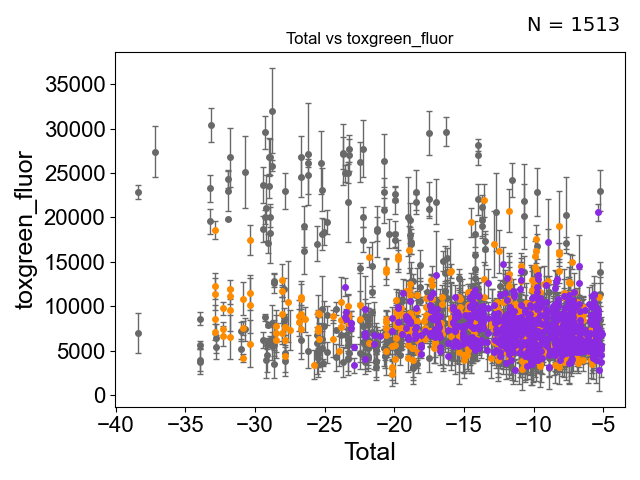 N = 1513
Total vs toxgreen_fluor
35000
30000
25000
20000
15000
10000
5000
0
toxgreen_fluor
−40 −35 −30 −25 −20 −15 −10 −5
Total